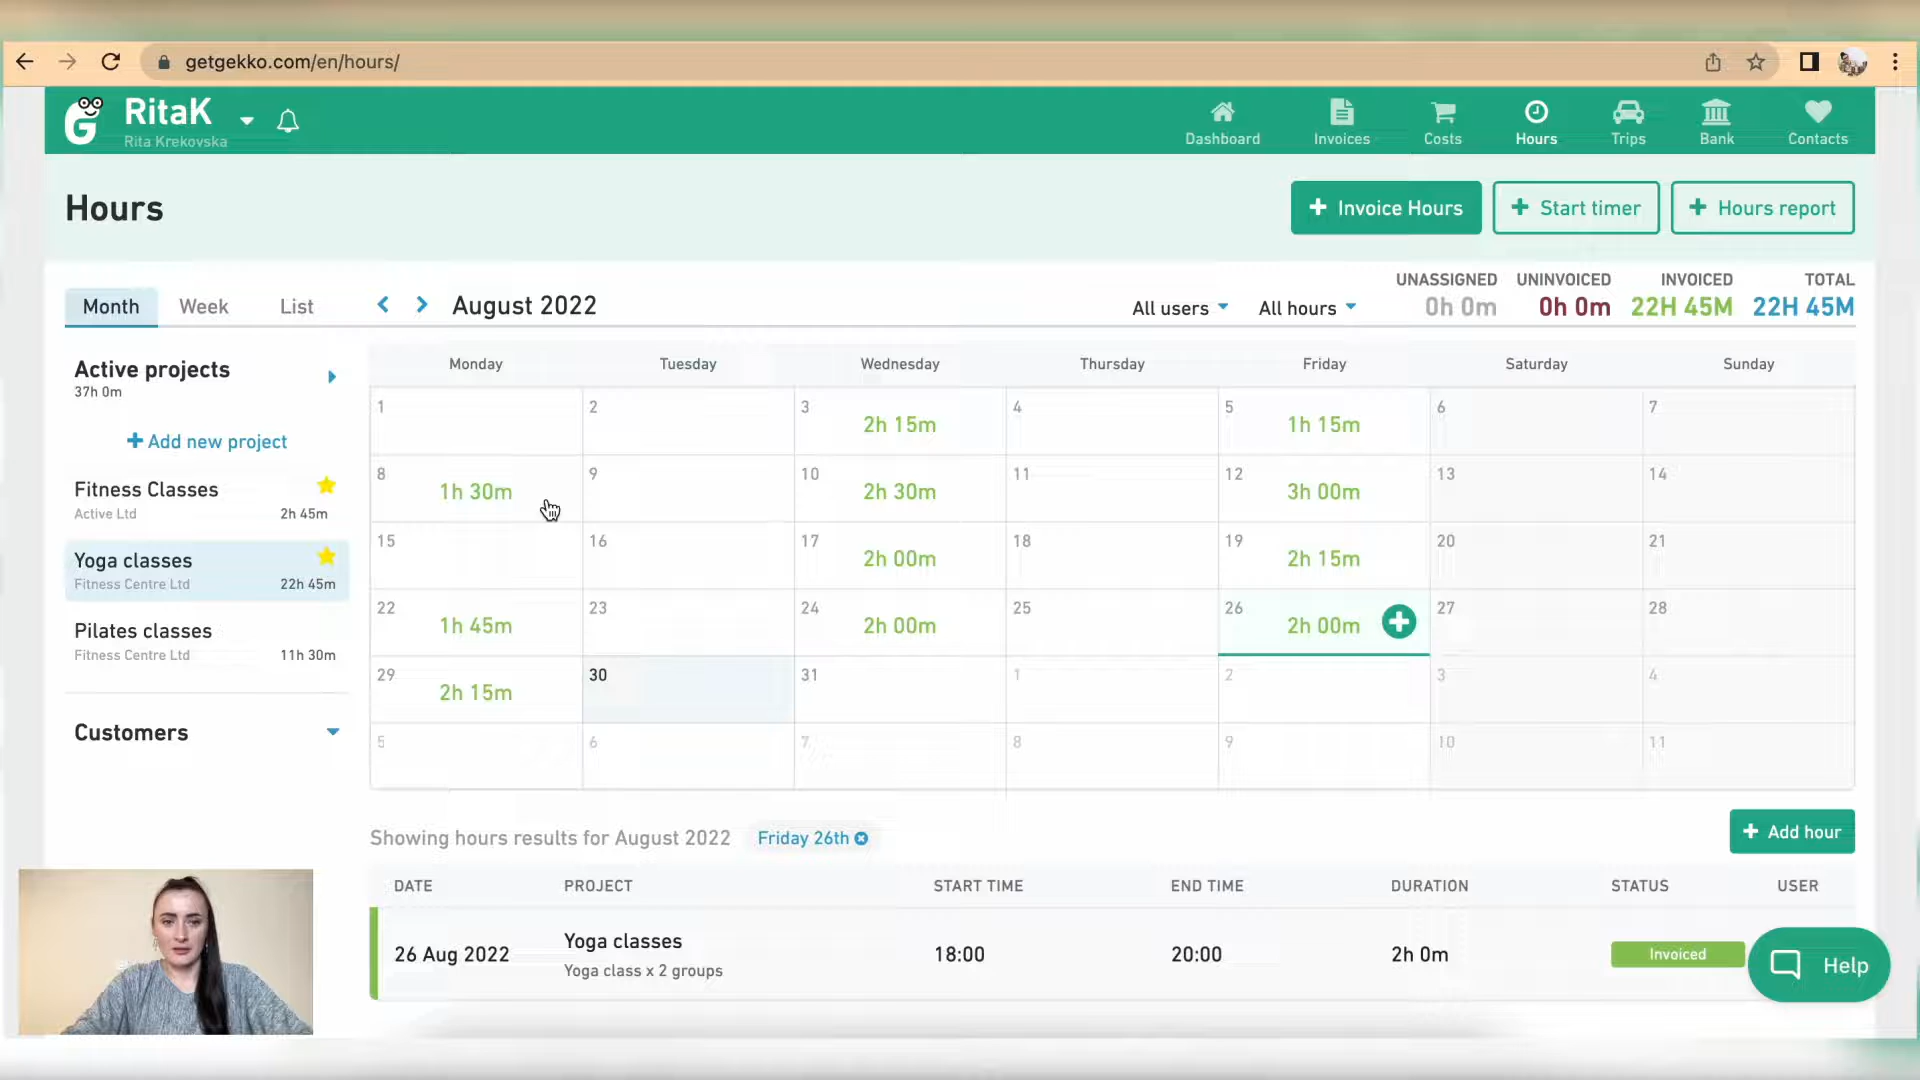 getgekko.com/en/hours/
RitaK
Rita Krekovska
Dashboard
Invoices
Costs
Hours
Trips
Bank
Contacts
Hours
+ Invoice Hours
+ Start timer
+ Hours report
Month
Week
List
August 2022
All users
All hours
UNASSIGNED
0h 0m
UNINVOICED
0h 0m
INVOICED
22H 45M
TOTAL
22H 45M
Active projects
37h 0m
+ Add new project
Fitness Classes
Active Ltd 2h 45m
Yoga classes
Fitness Centre Ltd 22h 45m
Pilates classes
Fitness Centre Ltd 11h 30m
Customers
Monday Tuesday Wednesday Thursday Friday Saturday Sunday
1 2 3 2h 15m 4 5 1h 15m 6 7
8 1h 30m 9 10 2h 30m 11 12 3h 00m 13 14
15 16 17 2h 00m 18 19 2h 15m 20 21
22 1h 45m 23 24 2h 00m 25 26 2h 00m 27 28
29 2h 15m 30 31 1 2 3 4
5 6 7 8 9 10 11
Showing hours results for August 2022 Friday 26th
+ Add hour
DATE PROJECT START TIME END TIME DURATION STATUS USER
26 Aug 2022 Yoga classes 18:00 20:00 2h 0m Invoiced
Yoga class x 2 groups
Help